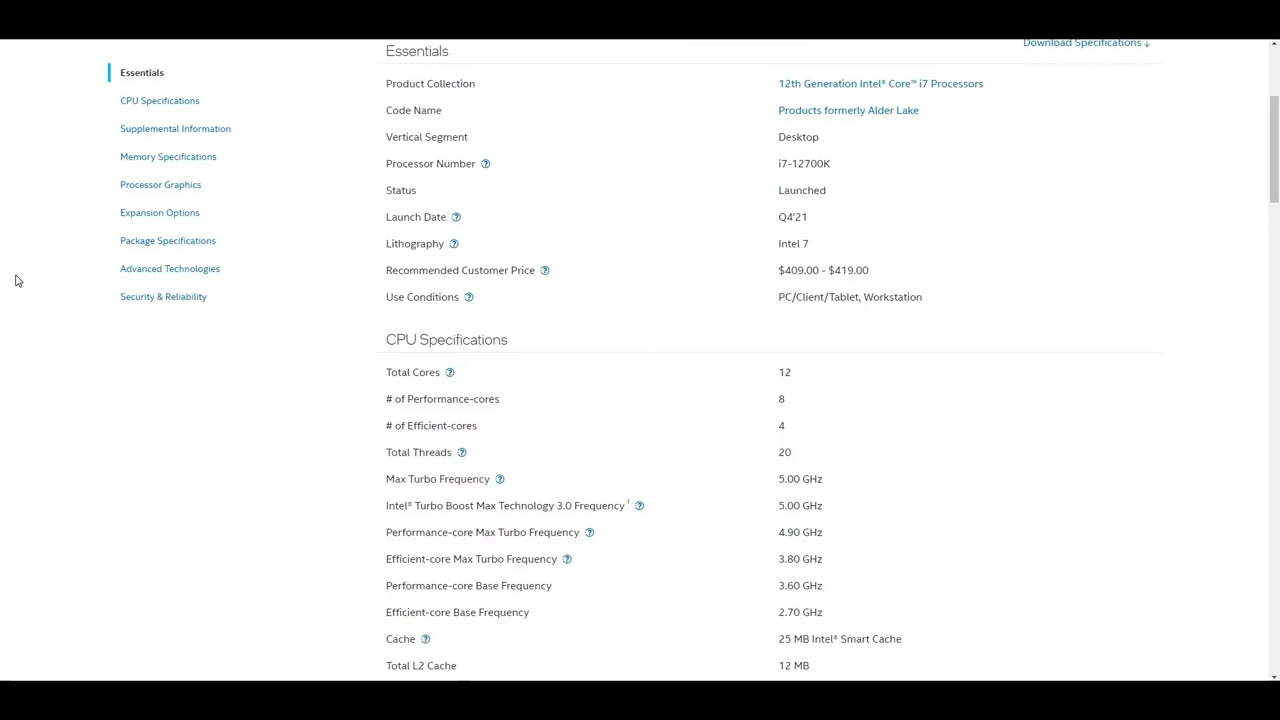 Download Specifications ↓
Essentials
Essentials
CPU Specifications
Supplemental Information
Memory Specifications
Processor Graphics
Expansion Options
Package Specifications
Advanced Technologies
Security & Reliability
Product Collection 12th Generation Intel® Core™ i7 Processors
Code Name Products formerly Alder Lake
Vertical Segment Desktop
Processor Number ? i7-12700K
Status Launched
Launch Date ? Q4'21
Lithography ? Intel 7
Recommended Customer Price ? $409.00 - $419.00
Use Conditions ? PC/Client/Tablet, Workstation
CPU Specifications
Total Cores ? 12
# of Performance-cores 8
# of Efficient-cores 4
Total Threads ? 20
Max Turbo Frequency ? 5.00 GHz
Intel® Turbo Boost Max Technology 3.0 Frequency ‡ ? 5.00 GHz
Performance-core Max Turbo Frequency ? 4.90 GHz
Efficient-core Max Turbo Frequency ? 3.80 GHz
Performance-core Base Frequency 3.60 GHz
Efficient-core Base Frequency 2.70 GHz
Cache ? 25 MB Intel® Smart Cache
Total L2 Cache 12 MB